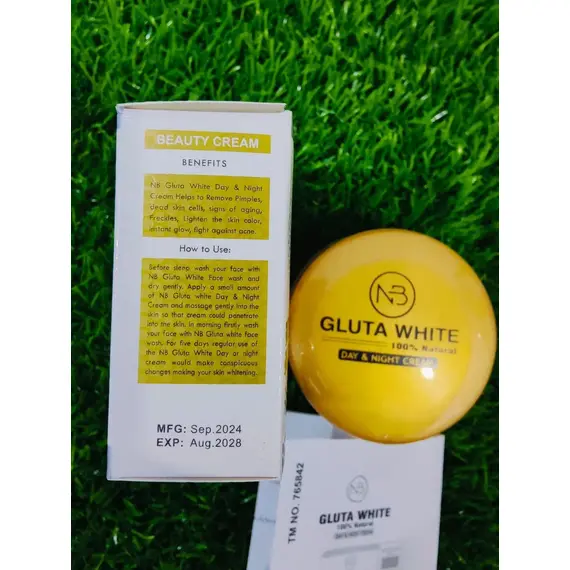 BEAUTY CREAM
BENEFITS
NB Gluta White Day & Night
Cream Helps to Remove Pimples,
dead skin cells, signs of aging,
Freckles, Lighten the skin color,
instant glow, fight against acne.
How to Use:
Before sleep wash your face with
NB Gluta White Face wash and
dry gently. Apply a small amount
of NB Gluta white Day & Night
Cream and massage gently into the
skin so that cream could penetrate
into the skin. In morning firstly wash
your face with NB Gluta white face
wash. For five days regular use of
the NB Gluta White Day or night
cream would make conspicuous
changes making your skin whitening.
MFG: Sep.2024
EXP: Aug.2028
NB
GLUTA WHITE
100% Natural
DAY & NIGHT CREAM
TM NO. 765842
NB
GLUTA WHITE
100% Natural